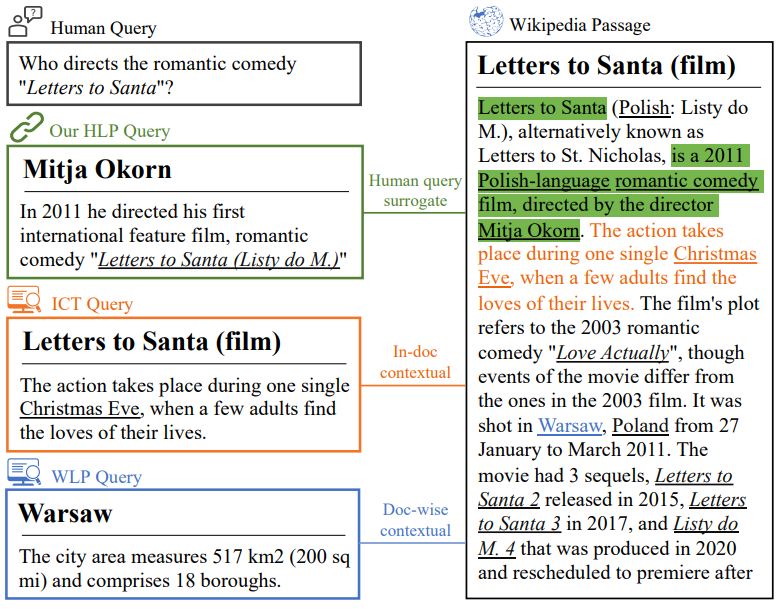 Human Query
Who directs the romantic comedy
"Letters to Santa"?
Our HLP Query
Mitja Okorn
In 2011 he directed his first
international feature film, romantic
comedy "Letters to Santa (Listy do M.)"
ICT Query
Letters to Santa (film)
The action takes place during one single
Christmas Eve, when a few adults find
the loves of their lives.
WLP Query
Warsaw
The city area measures 517 km2 (200 sq
mi) and comprises 18 boroughs.
Human query
surrogate
In-doc
contextual
Doc-wise
contextual
Wikipedia Passage
Letters to Santa (film)
Letters to Santa (Polish: Listy do
M.), alternatively known as
Letters to St. Nicholas, is a 2011
Polish-language romantic comedy
film, directed by the director
Mitja Okorn. The action takes
place during one single Christmas
Eve, when a few adults find the
loves of their lives. The film's plot
refers to the 2003 romantic
comedy "Love Actually", though
events of the movie differ from
the ones in the 2003 film. It was
shot in Warsaw, Poland from 27
January to March 2011. The
movie had 3 sequels, Letters to
Santa 2 released in 2015, Letters
to Santa 3 in 2017, and Listy do
M. 4 that was produced in 2020
and rescheduled to premiere after